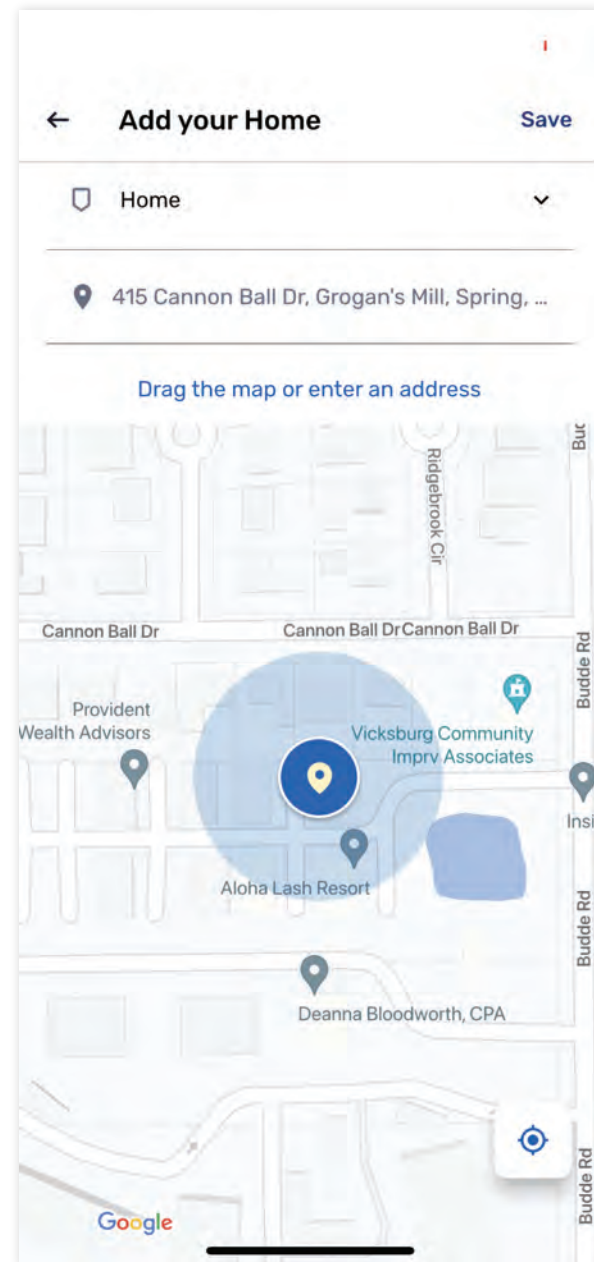 Add your Home
Save
Home
415 Cannon Ball Dr, Grogan's Mill, Spring, ...
Drag the map or enter an address
Buc
Ridgebrook Cir
Cannon Ball Dr
Cannon Ball Dr
Cannon Ball Dr
Budde Rd
Provident
Wealth Advisors
Vicksburg Community
Imprv Associates
Insi
Aloha Lash Resort
Budde Rd
Deanna Bloodworth, CPA
Budde Rd
Google